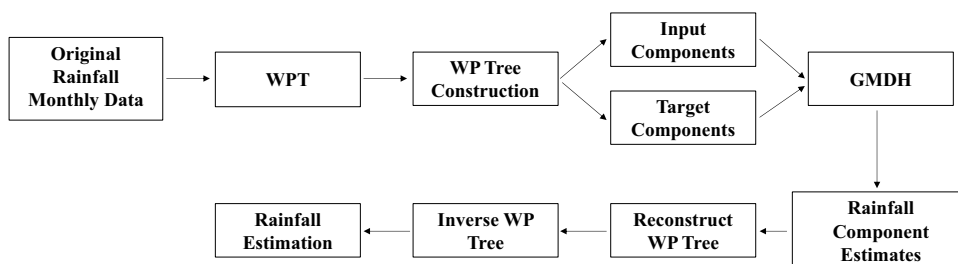 Original
Rainfall
Monthly Data
WPT
WP Tree
Construction
Input
Components
Target
Components
GMDH
Rainfall
Component
Estimates
Reconstruct
WP Tree
Inverse WP
Tree
Rainfall
Estimation